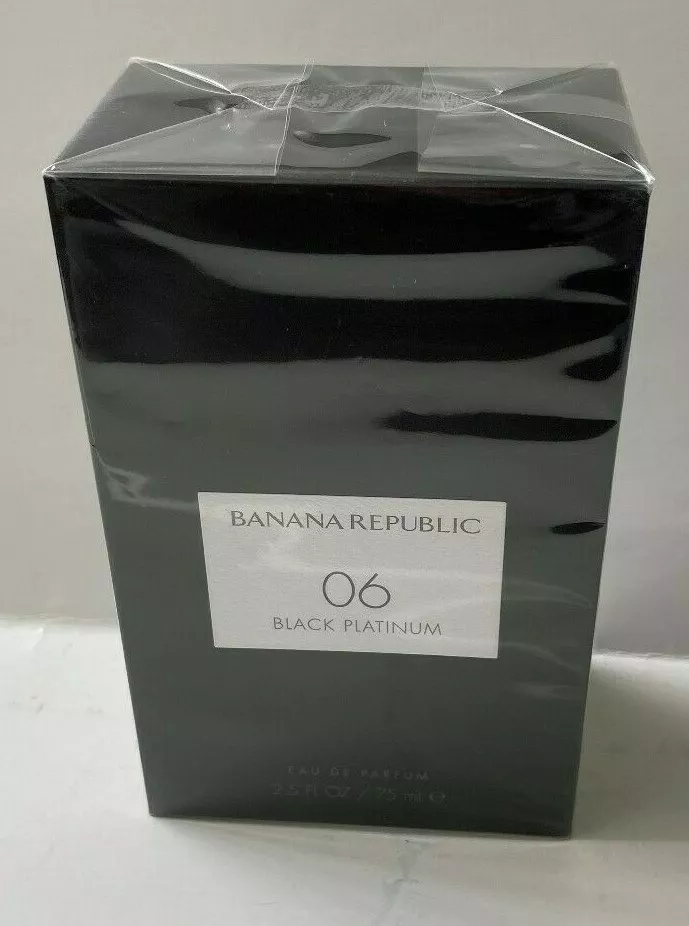 BANANA REPUBLIC
06
BLACK PLATINUM
EAU DE PARFUM
2.5 FL OZ / 75 ml ℮